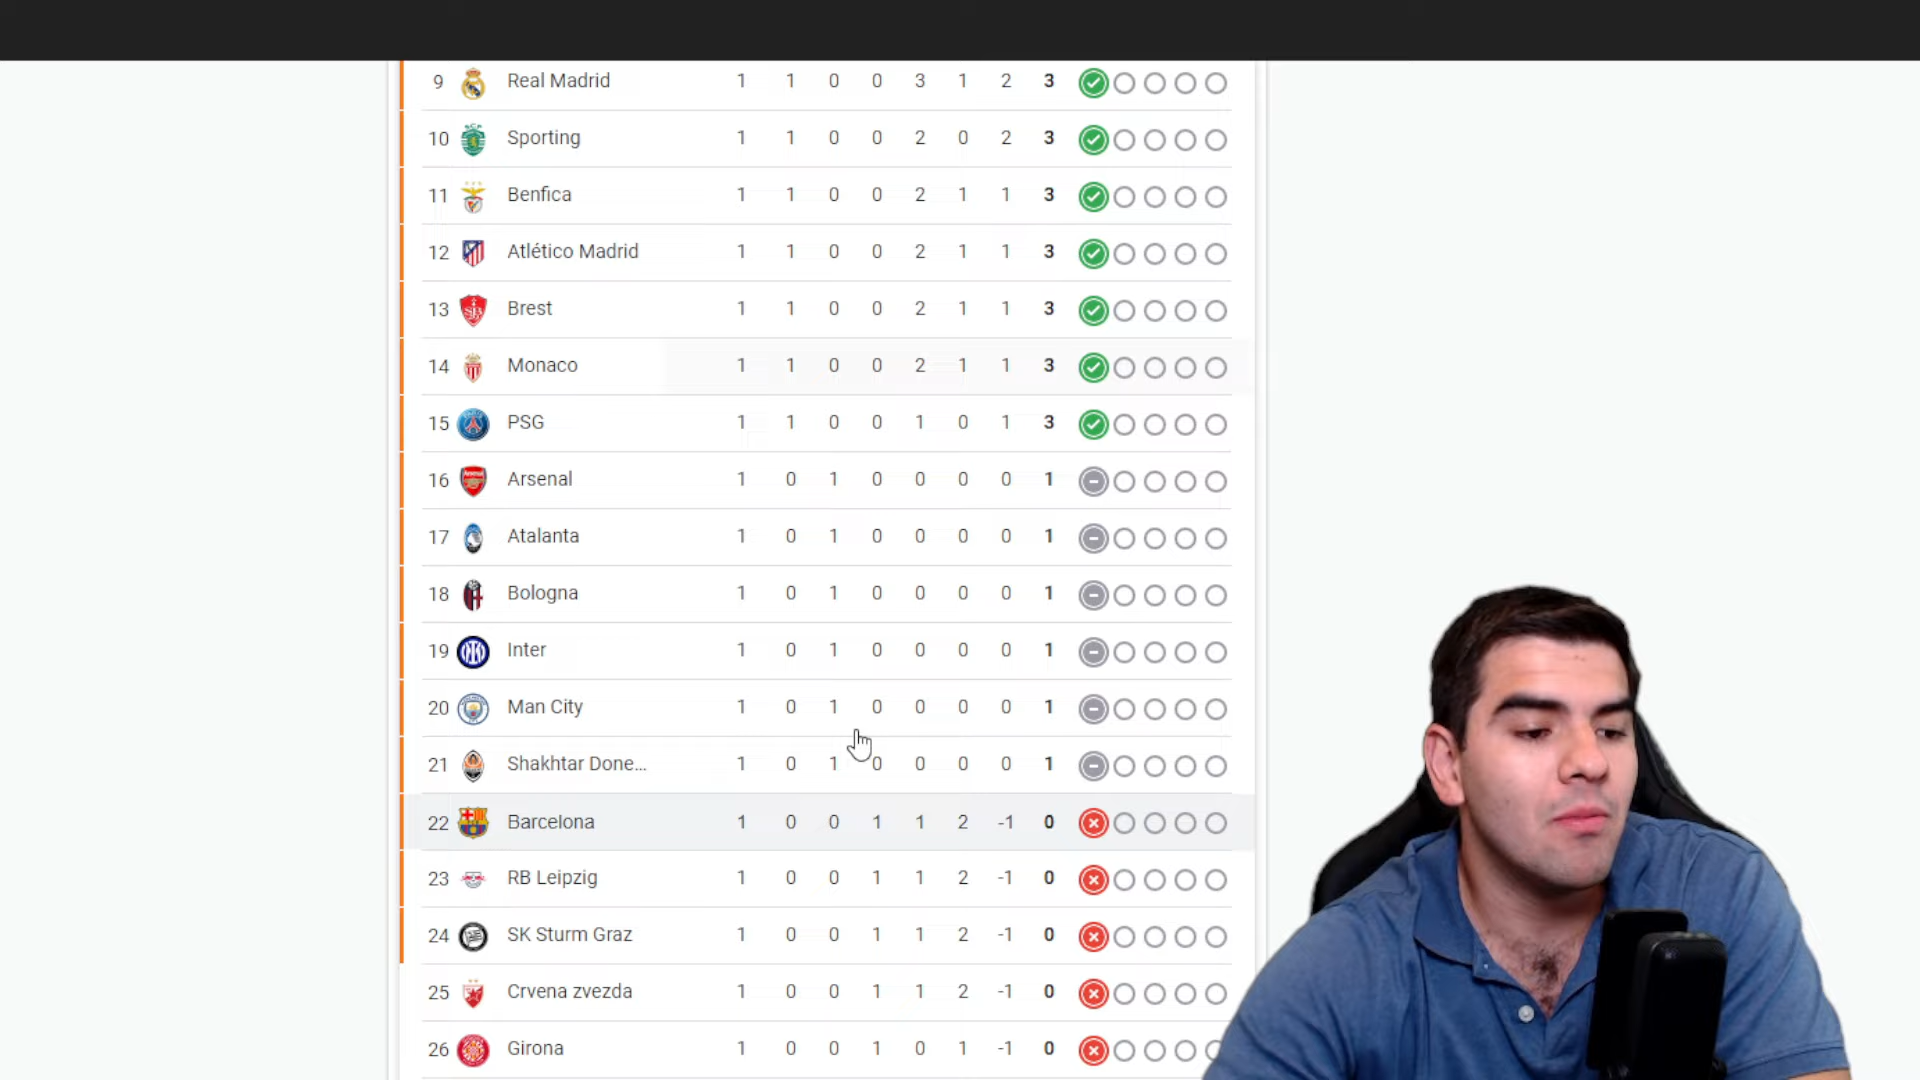 9 Real Madrid 1 1 0 0 3 1 2 3
10 Sporting 1 1 0 0 2 0 2 3
11 Benfica 1 1 0 0 2 1 1 3
12 Atlético Madrid 1 1 0 0 2 1 1 3
13 Brest 1 1 0 0 2 1 1 3
14 Monaco 1 1 0 0 2 1 1 3
15 PSG 1 1 0 0 1 0 1 3
16 Arsenal 1 0 1 0 0 0 0 1
17 Atalanta 1 0 1 0 0 0 0 1
18 Bologna 1 0 1 0 0 0 0 1
19 Inter 1 0 1 0 0 0 0 1
20 Man City 1 0 1 0 0 0 0 1
21 Shakhtar Done... 1 0 1 0 0 0 0 1
22 Barcelona 1 0 0 1 1 2 -1 0
23 RB Leipzig 1 0 0 1 1 2 -1 0
24 SK Sturm Graz 1 0 0 1 1 2 -1 0
25 Crvena zvezda 1 0 0 1 1 2 -1 0
26 Girona 1 0 0 1 0 1 -1 0